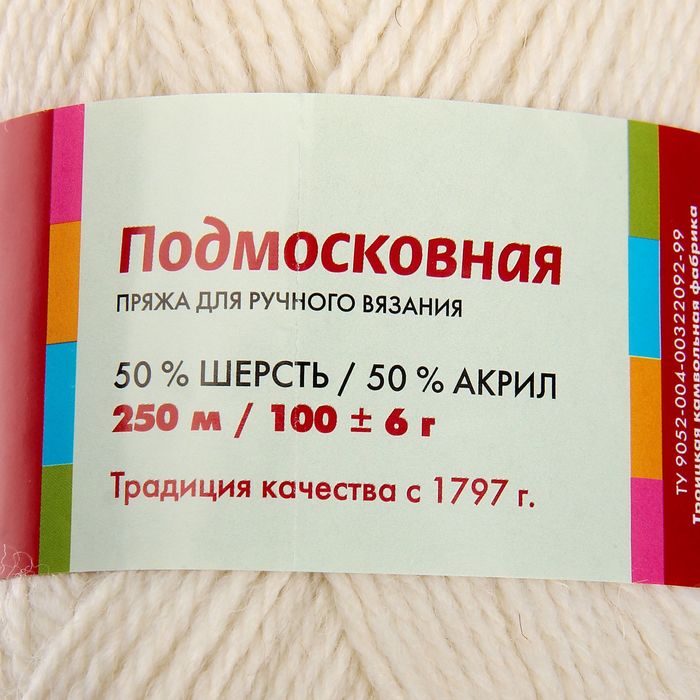 Подмосковная
ПРЯЖА ДЛЯ РУЧНОГО ВЯЗАНИЯ
50 % ШЕРСТЬ / 50 % АКРИЛ
250 м / 100 ± 6 г
Традиция качества с 1797 г.
ТУ 9052-004-00322092-99
Троицкая камвольная фабрика